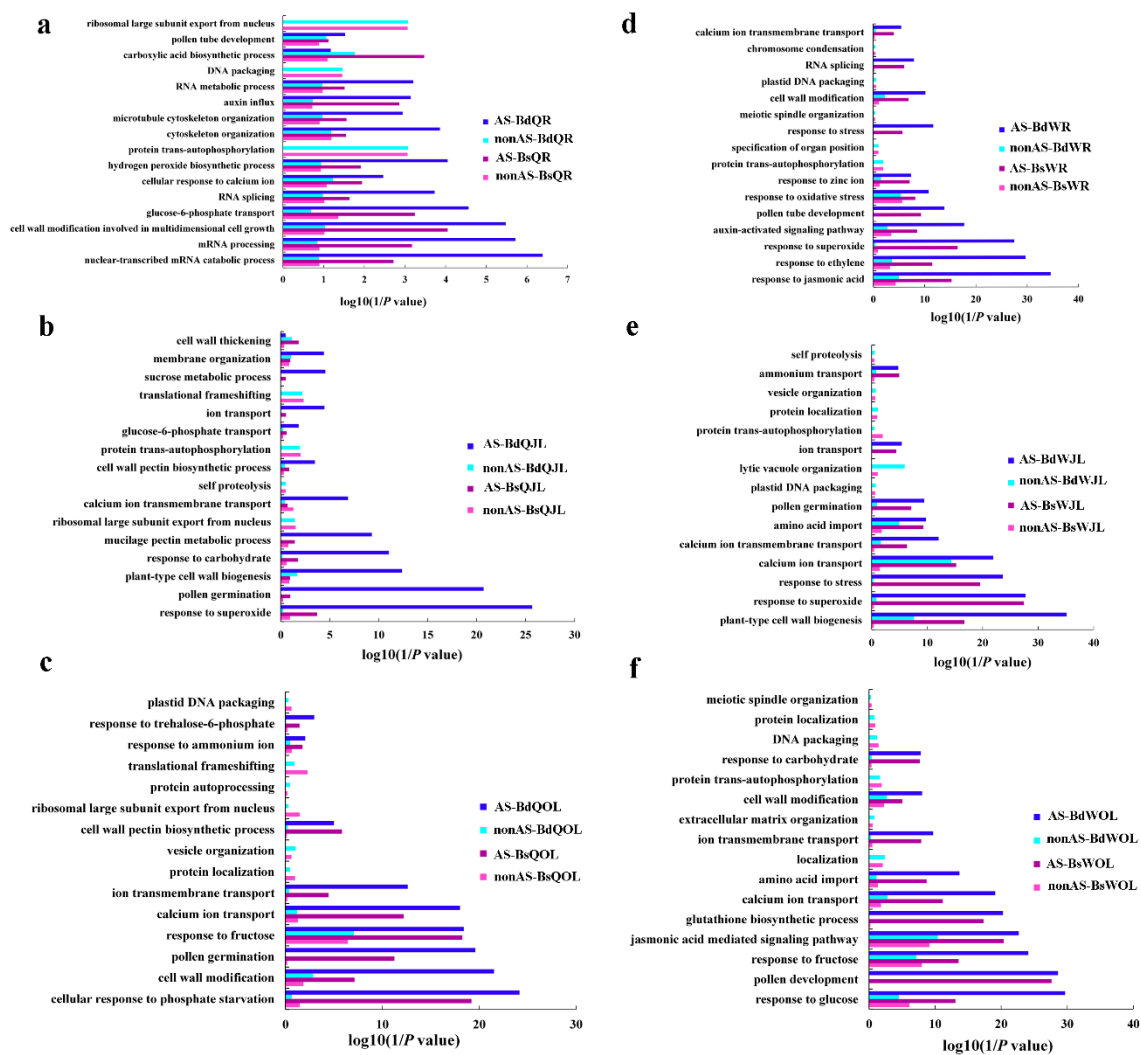 a
ribosomal large subunit export from nucleus
pollen tube development
carboxylic acid biosynthetic process
DNA packaging
RNA metabolic process
auxin influx
microtubule cytoskeleton organization
cytoskeleton organization
protein trans-autophosphorylation
hydrogen peroxide biosynthetic process
cellular response to calcium ion
RNA splicing
glucose-6-phosphate transport
cell wall modification involved in multidimensional cell growth
mRNA processing
nuclear-transcribed mRNA catabolic process
AS-BdQR
nonAS-BdQR
AS-BsQR
nonAS-BsQR
0 1 2 3 4 5 6 7
log10(1/P value)
d
calcium ion transmembrane transport
chromosome condensation
RNA splicing
plastid DNA packaging
cell wall modification
meiotic spindle organization
response to stress
specification of organ position
protein trans-autophosphorylation
response to zinc ion
response to oxidative stress
pollen tube development
auxin-activated signaling pathway
response to superoxide
response to ethylene
response to jasmonic acid
AS-BdWR
nonAS-BdWR
AS-BsWR
nonAS-BsWR
0 10 20 30 40
log10(1/P value)
b
cell wall thickening
membrane organization
sucrose metabolic process
translational frameshifting
ion transport
glucose-6-phosphate transport
protein trans-autophosphorylation
cell wall pectin biosynthetic process
self proteolysis
calcium ion transmembrane transport
ribosomal large subunit export from nucleus
mucilage pectin metabolic process
response to carbohydrate
plant-type cell wall biogenesis
pollen germination
response to superoxide
AS-BdQJL
nonAS-BdQJL
AS-BsQJL
nonAS-BsQJL
0 5 10 15 20 25 30
log10(1/P value)
e
self proteolysis
ammonium transport
vesicle organization
protein localization
protein trans-autophosphorylation
ion transport
lytic vacuole organization
plastid DNA packaging
pollen germination
amino acid import
calcium ion transmembrane transport
calcium ion transport
response to stress
response to superoxide
plant-type cell wall biogenesis
AS-BdWJL
nonAS-BdWJL
AS-BsWJL
nonAS-BsWJL
0 10 20 30 40
log10(1/P value)
c
plastid DNA packaging
response to trehalose-6-phosphate
response to ammonium ion
translational frameshifting
protein autoprocessing
ribosomal large subunit export from nucleus
cell wall pectin biosynthetic process
vesicle organization
protein localization
ion transmembrane transport
calcium ion transport
response to fructose
pollen germination
cell wall modification
cellular response to phosphate starvation
AS-BdQOL
nonAS-BdQOL
AS-BsQOL
nonAS-BsQOL
0 10 20 30
log10(1/P value)
f
meiotic spindle organization
protein localization
DNA packaging
response to carbohydrate
protein trans-autophosphorylation
cell wall modification
extracellular matrix organization
ion transmembrane transport
localization
amino acid import
calcium ion transport
glutathione biosynthetic process
jasmonic acid mediated signaling pathway
response to fructose
pollen development
response to glucose
AS-BdWOL
nonAS-BdWOL
AS-BsWOL
nonAS-BsWOL
0 10 20 30 40
log10(1/P value)